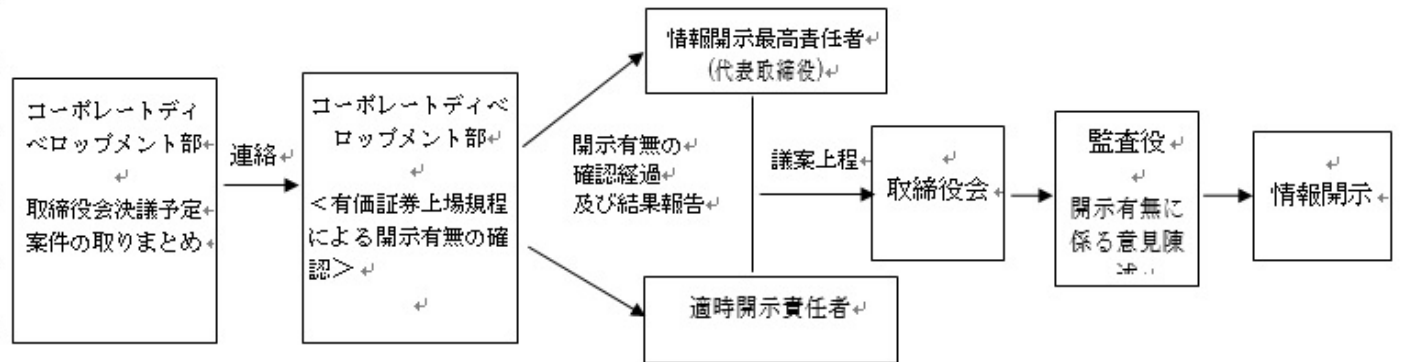 コーポレートディ
ベロップメント部
取締役会決議予定
案件の取りまとめ
連絡
コーポレートディベ
ロップメント部
＜有価証券上場規程
による開示有無の確
認＞
情報開示最高責任者
(代表取締役)
開示有無の
確認経過
及び結果報告
適時開示責任者
議案上程
取締役会
監査役
開示有無に
係る意見陳
情報開示